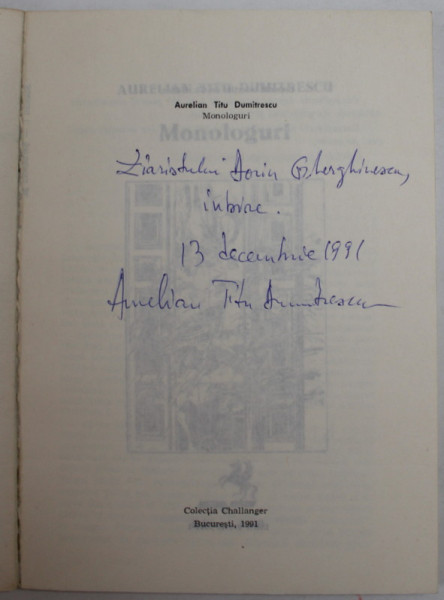 AURELIAN TITU DUMITRESCU
Aurelian Titu Dumitrescu
Monologuri
Monologuri
Ziaristului Dorin Gherghinescu,
13 decembrie 1991
Aurelian Titu Dumitrescu
Colecția Challanger
București, 1991